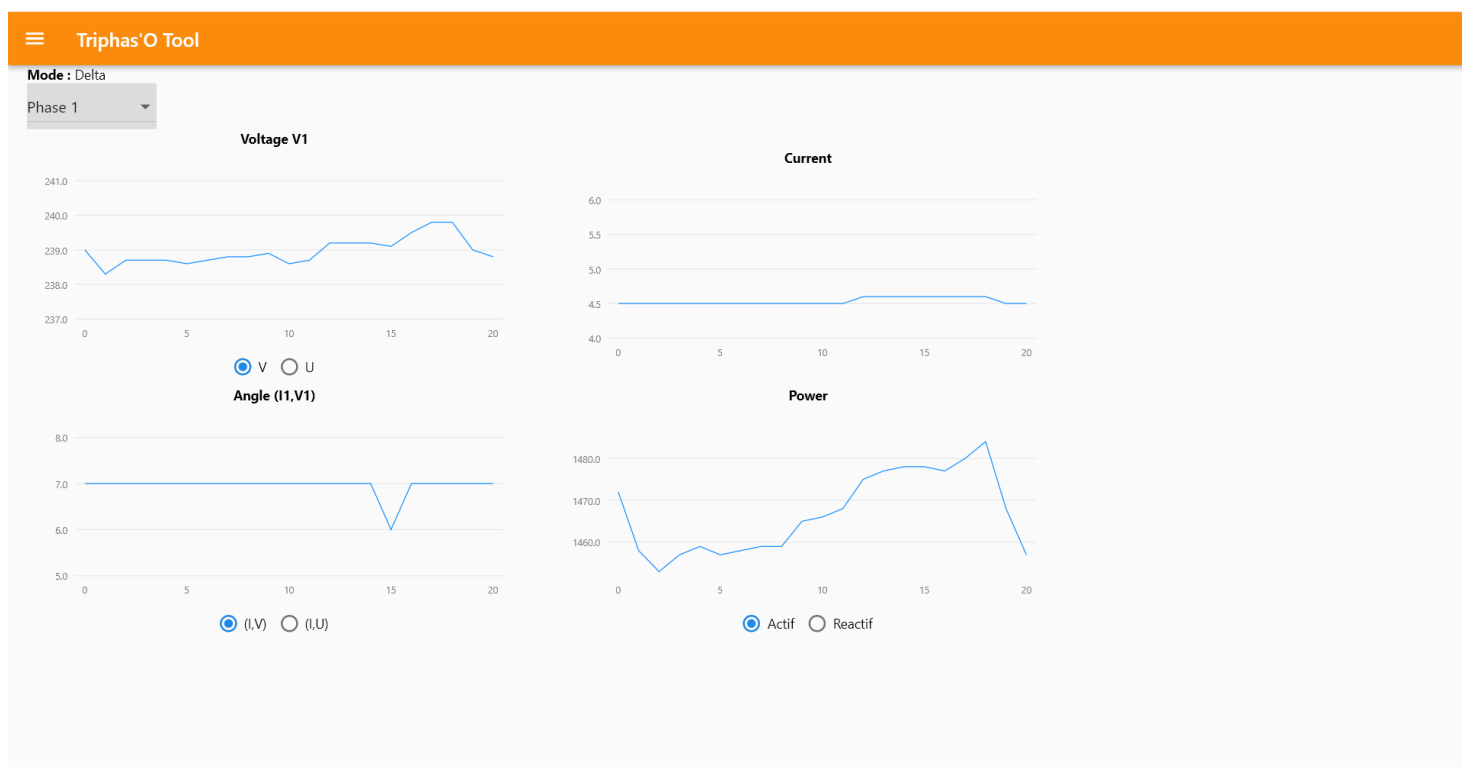 Triphas'O Tool
Mode : Delta
Phase 1
Voltage V1
241.0
240.0
239.0
238.0
237.0
0 5 10 15 20
V U
Current
6.0
5.5
5.0
4.5
4.0
0 5 10 15 20
Angle (I1,V1)
8.0
7.0
6.0
5.0
0 5 10 15 20
(I,V) (I,U)
Power
1480.0
1470.0
1460.0
0 5 10 15 20
Actif Reactif